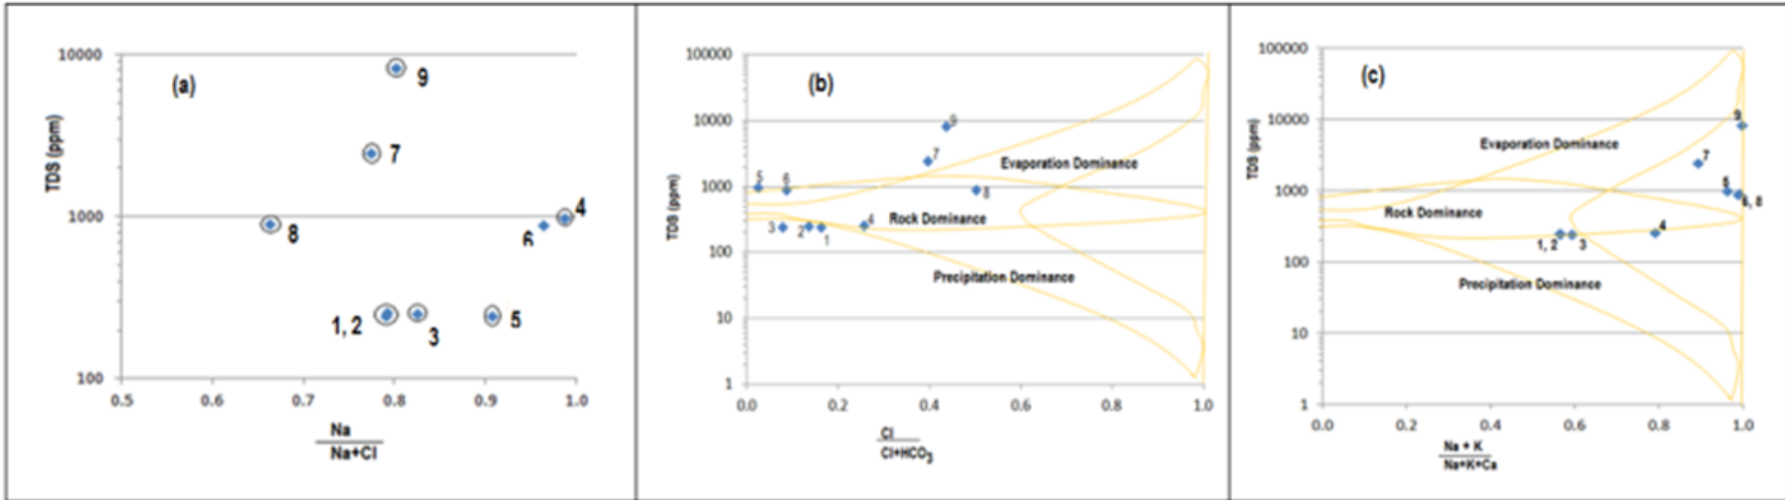 (a)
TDS (ppm)
10000
1000
100
0.5 0.6 0.7 0.8 0.9 1.0
9
7
8
4
6
1, 2
3
5
Na
Na+Cl
(b)
TDS (ppm)
100000
10000
1000
100
10
1
0.0 0.2 0.4 0.6 0.8 1.0
9
7
5
6
8
3
2
1
4
Evaporation Dominance
Rock Dominance
Precipitation Dominance
Cl
Cl+HCO3
(c)
TDS (ppm)
100000
10000
1000
100
10
1
0.0 0.2 0.4 0.6 0.8 1.0
9
7
5
6, 8
4
1, 2
3
Evaporation Dominance
Rock Dominance
Precipitation Dominance
Na + K
Na+K+Ca